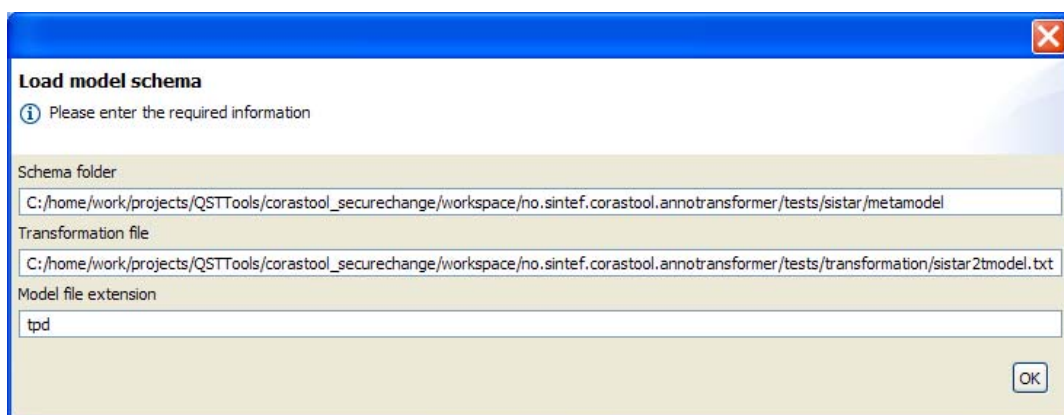 Load model schema
Please enter the required information
Schema folder
C:/home/work/projects/QSTTools/corastool_securechange/workspace/no.sintef.corastool.annotransformer/tests/sistar/metamodel
Transformation file
C:/home/work/projects/QSTTools/corastool_securechange/workspace/no.sintef.corastool.annotransformer/tests/transformation/sistar2tmodel.txt
Model file extension
tpd
OK